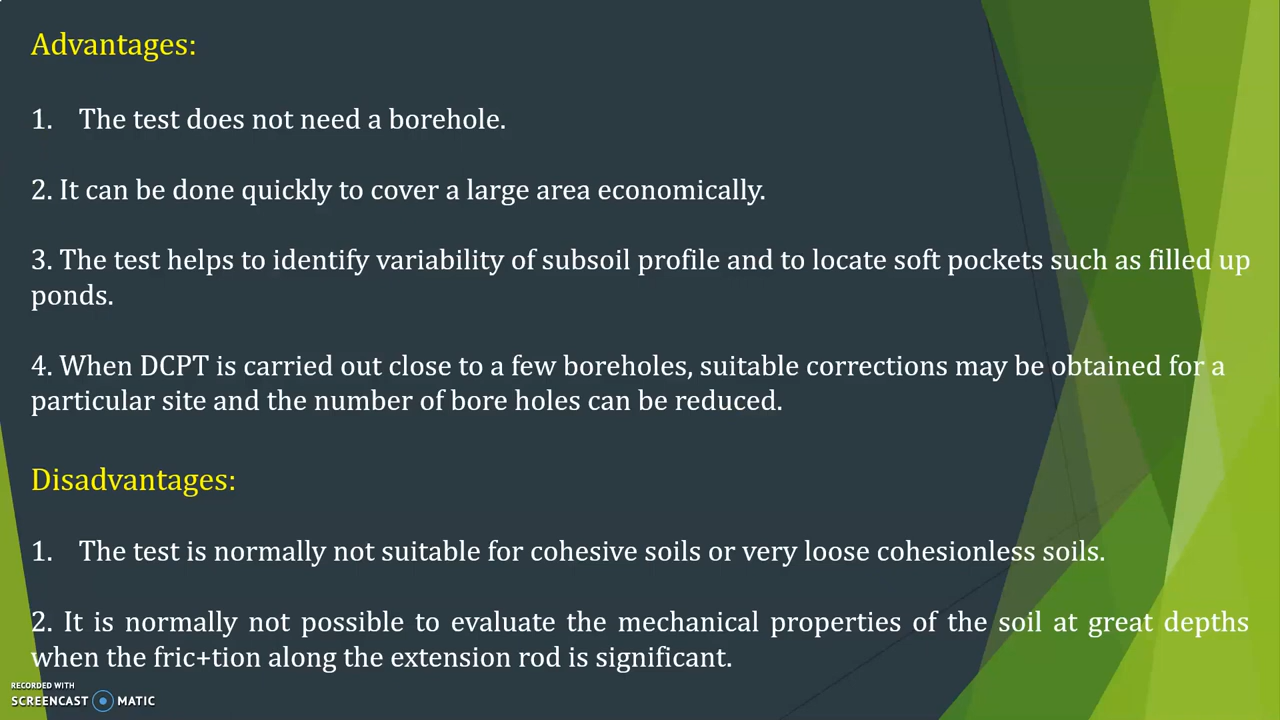 Advantages:
1. The test does not need a borehole.
2. It can be done quickly to cover a large area economically.
3. The test helps to identify variability of subsoil profile and to locate soft pockets such as filled up
ponds.
4. When DCPT is carried out close to a few boreholes, suitable corrections may be obtained for a
particular site and the number of bore holes can be reduced.
Disadvantages:
1. The test is normally not suitable for cohesive soils or very loose cohesionless soils.
2. It is normally not possible to evaluate the mechanical properties of the soil at great depths
when the fric+tion along the extension rod is significant.
RECORDED WITH
SCREENCAST MATIC